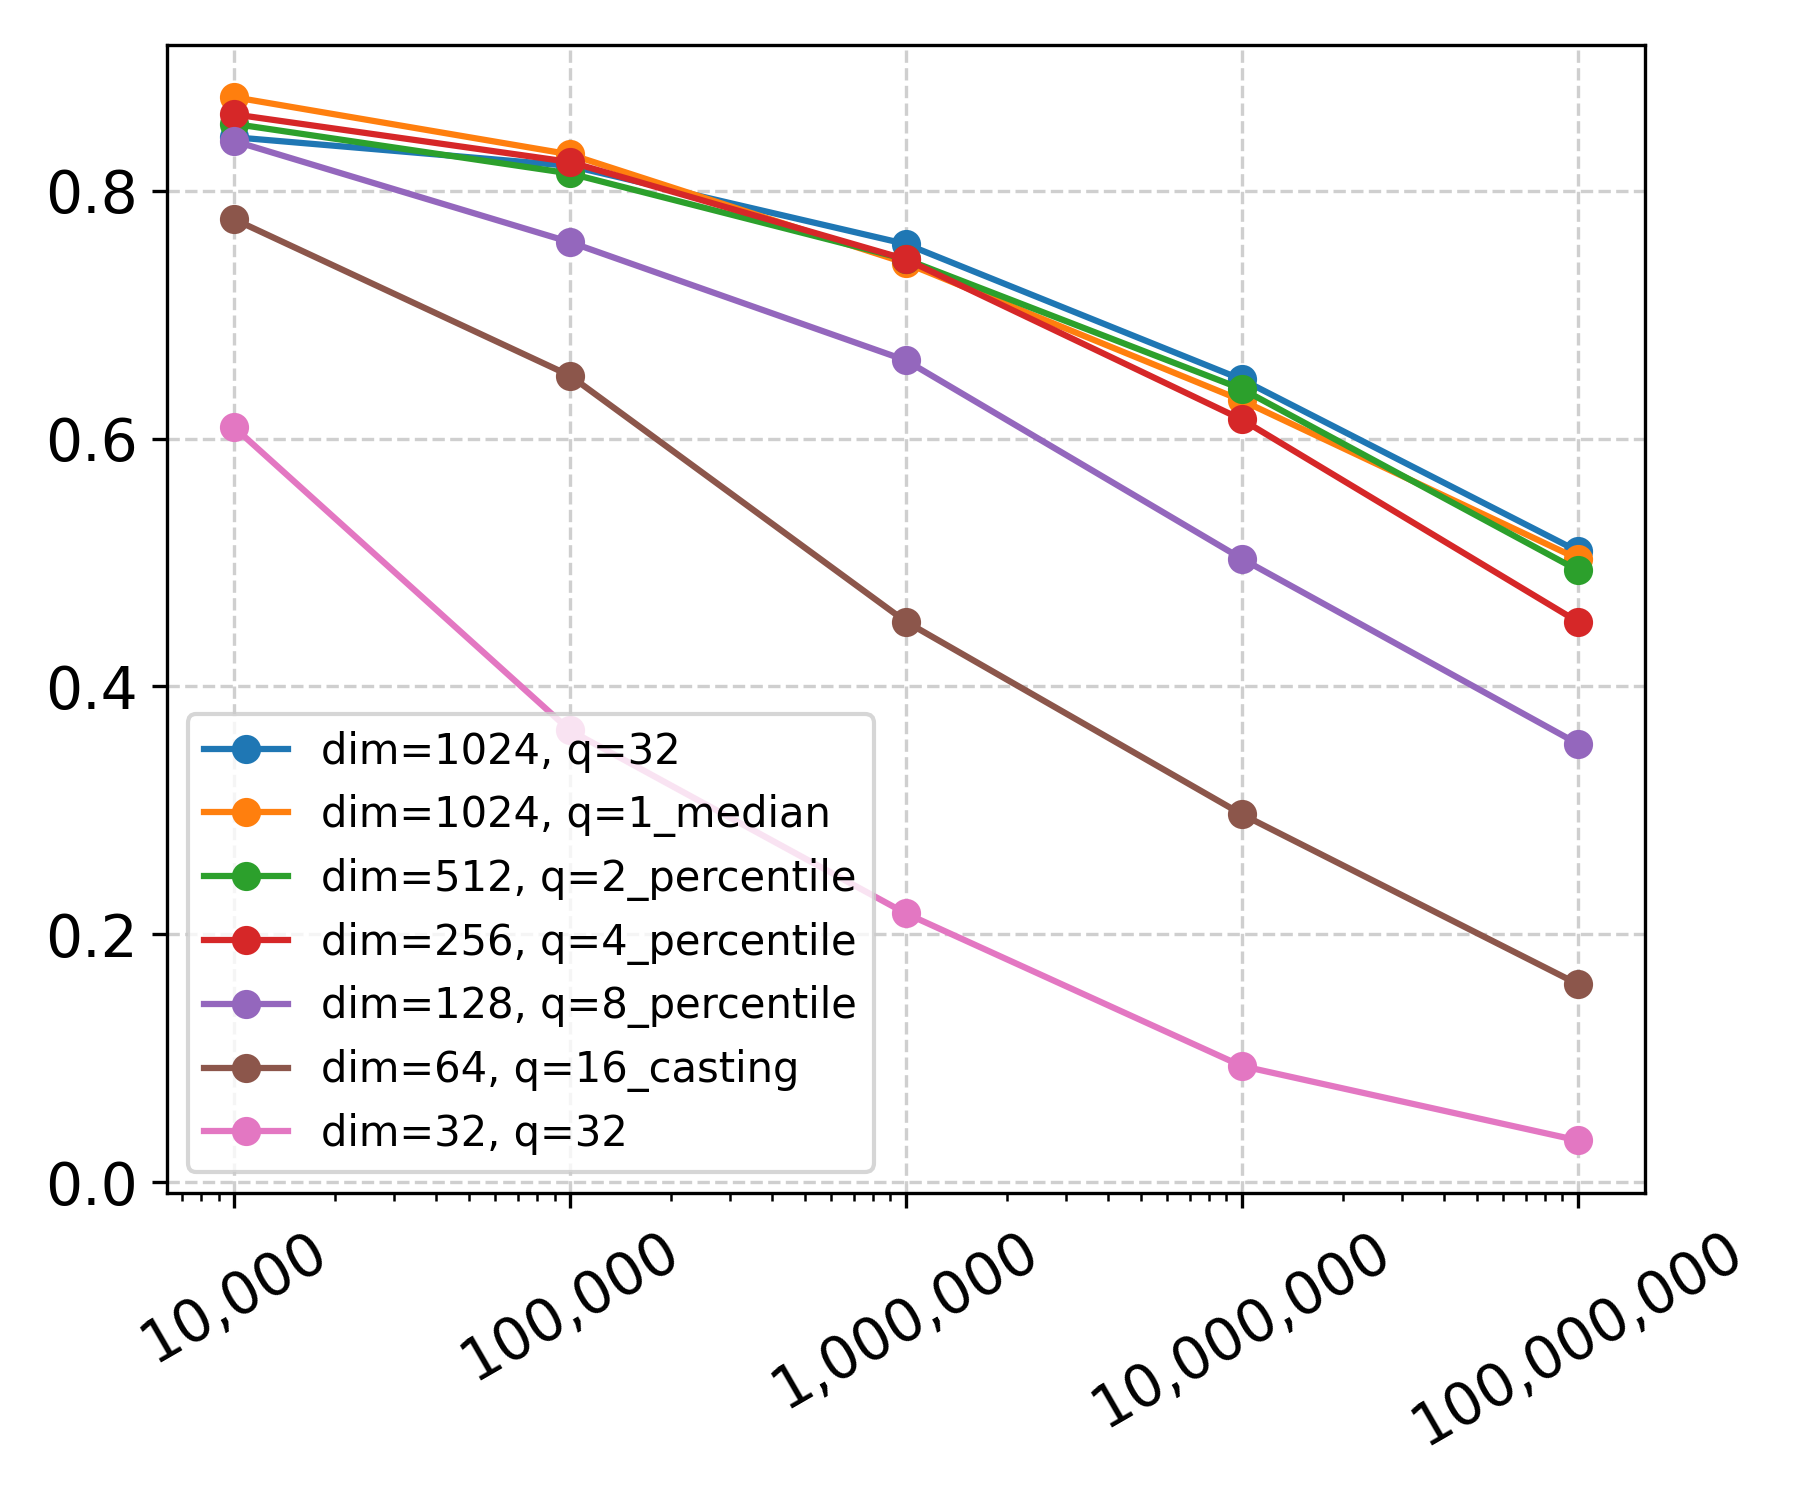 0.8
0.6
0.4
0.2
0.0
dim=1024, q=32
dim=1024, q=1_median
dim=512, q=2_percentile
dim=256, q=4_percentile
dim=128, q=8_percentile
dim=64, q=16_casting
dim=32, q=32
10,000
100,000
1,000,000
10,000,000
100,000,000